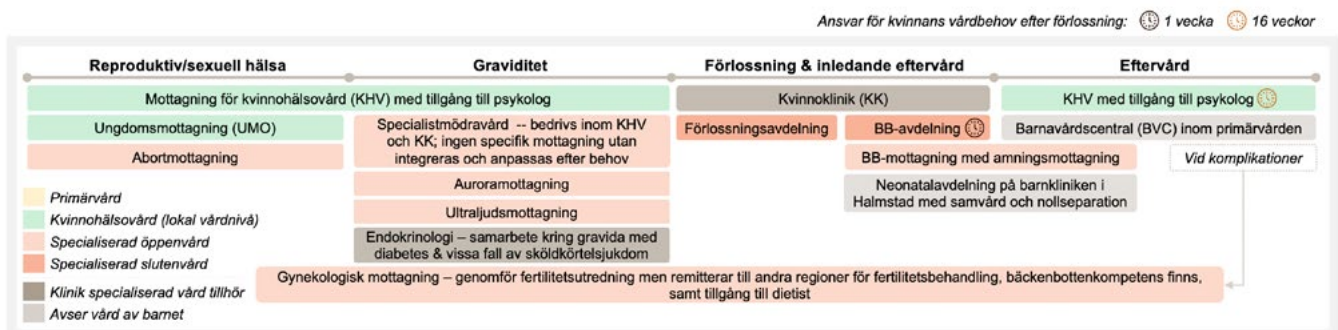 Ansvar för kvinnans vårdbehov efter förlossning: 1 vecka 16 veckor
Reproduktiv/sexuell hälsa
Graviditet
Förlossning & inledande eftervård
Eftervård
Mottagning för kvinnohälsovård (KHV) med tillgång till psykolog
Kvinnoklinik (KK)
KHV med tillgång till psykolog
Ungdomsmottagning (UMO)
Abortmottagning
Specialistmödravård -- bedrivs inom KHV
och KK; ingen specifik mottagning utan
integreras och anpassas efter behov
Auroramottagning
Ultraljudsmottagning
Endokrinologi – samarbete kring gravida med
diabetes & vissa fall av sköldkörtelsjukdom
Förlossningsavdelning
BB-avdelning
BB-mottagning med amningsmottagning
Neonatalavdelning på barnkliniken i
Halmstad med samvård och nollseparation
Barnavårdscentral (BVC) inom primärvården
Vid komplikationer
Gynekologisk mottagning – genomför fertilitetsutredning men remitterar till andra regioner för fertilitetsbehandling, bäckenbottenkompetens finns,
samt tillgång till dietist
Primärvård
Kvinnohälsovård (lokal vårdnivå)
Specialiserad öppenvård
Specialiserad slutenvård
Klinik specialiserad vård tillhör
Avser vård av barnet